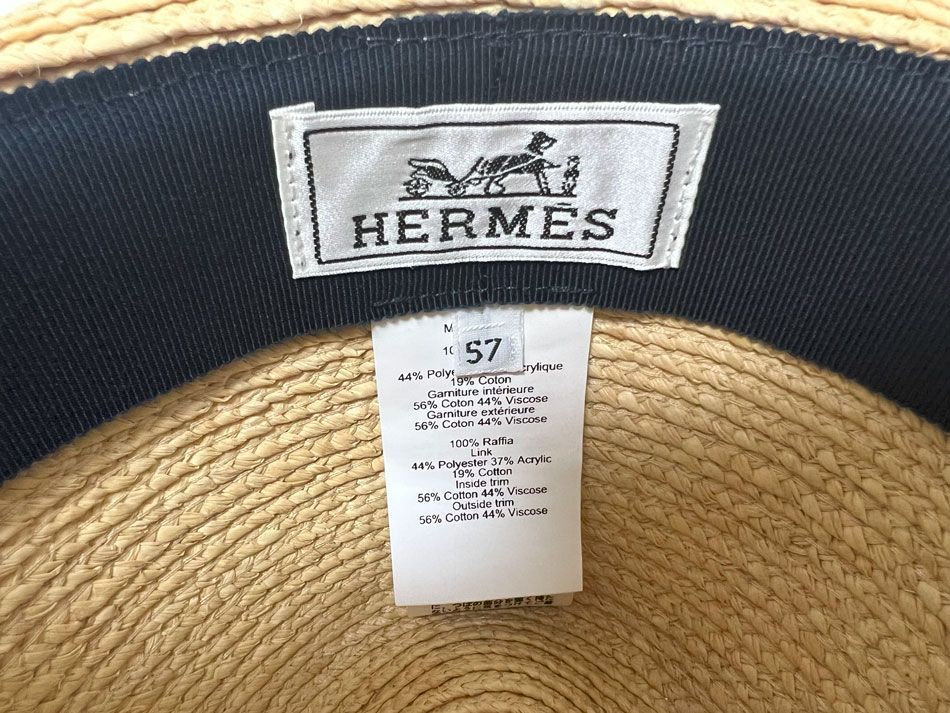 HERMĒS
57
44% Polye
crylique
19% Coton
Garniture intérieure
56% Coton 44% Viscose
Garniture extérieure
56% Coton 44% Viscose
100% Raffia
Link
44% Polyester 37% Acrylic
19% Cotton
Inside trim
56% Cotton 44% Viscose
Outside trim
56% Cotton 44% Viscose